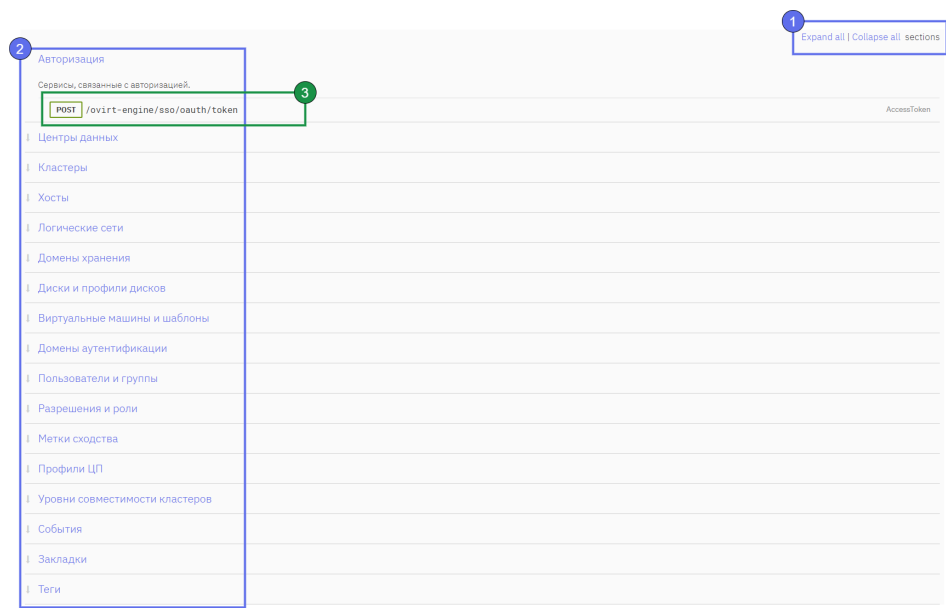 1
Expand all | Collapse all sections
2
Авторизация
Сервисы, связанные с авторизацией.
3
POST /ovirt-engine/sso/oauth/token AccessToken
Центры данных
Кластеры
Хосты
Логические сети
Домены хранения
Диски и профили дисков
Виртуальные машины и шаблоны
Домены аутентификации
Пользователи и группы
Разрешения и роли
Метки сходства
Профили ЦП
Уровни совместимости кластеров
События
Закладки
Теги